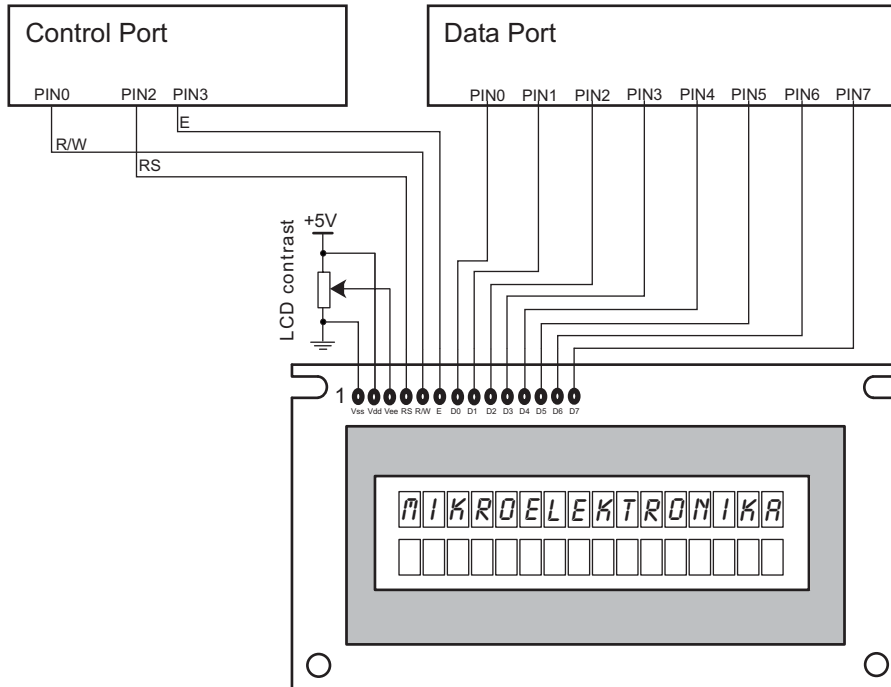 Control Port
Data Port
PIN0 PIN2 PIN3
PIN0 PIN1 PIN2 PIN3 PIN4 PIN5 PIN6 PIN7
E
R/W
RS
+5V
LCD contrast
1
Vss Vdd Vee RS R/W E D0 D1 D2 D3 D4 D5 D6 D7
MIKROELEKTRONIKA